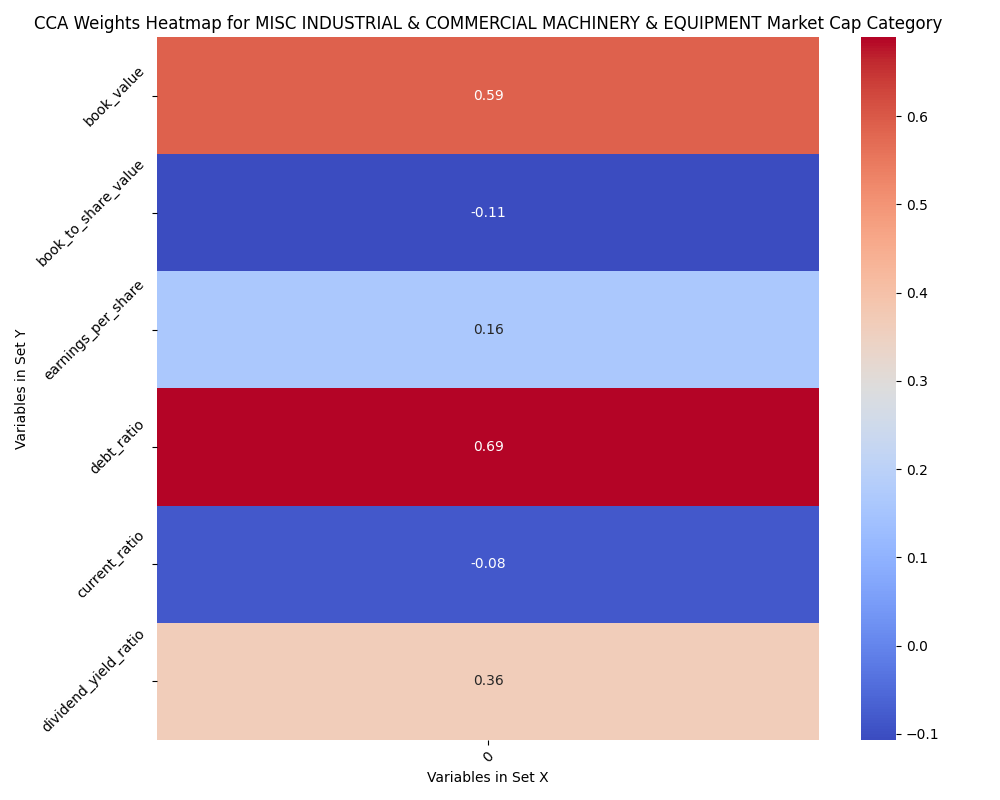 CCA Weights Heatmap for MISC INDUSTRIAL & COMMERCIAL MACHINERY & EQUIPMENT Market Cap Category
Variables in Set Y
book_value
0.59
book_to_share_value
-0.11
earnings_per_share
0.16
debt_ratio
0.69
current_ratio
-0.08
dividend_yield_ratio
0.36
0
Variables in Set X
0.6
0.5
0.4
0.3
0.2
0.1
0.0
−0.1